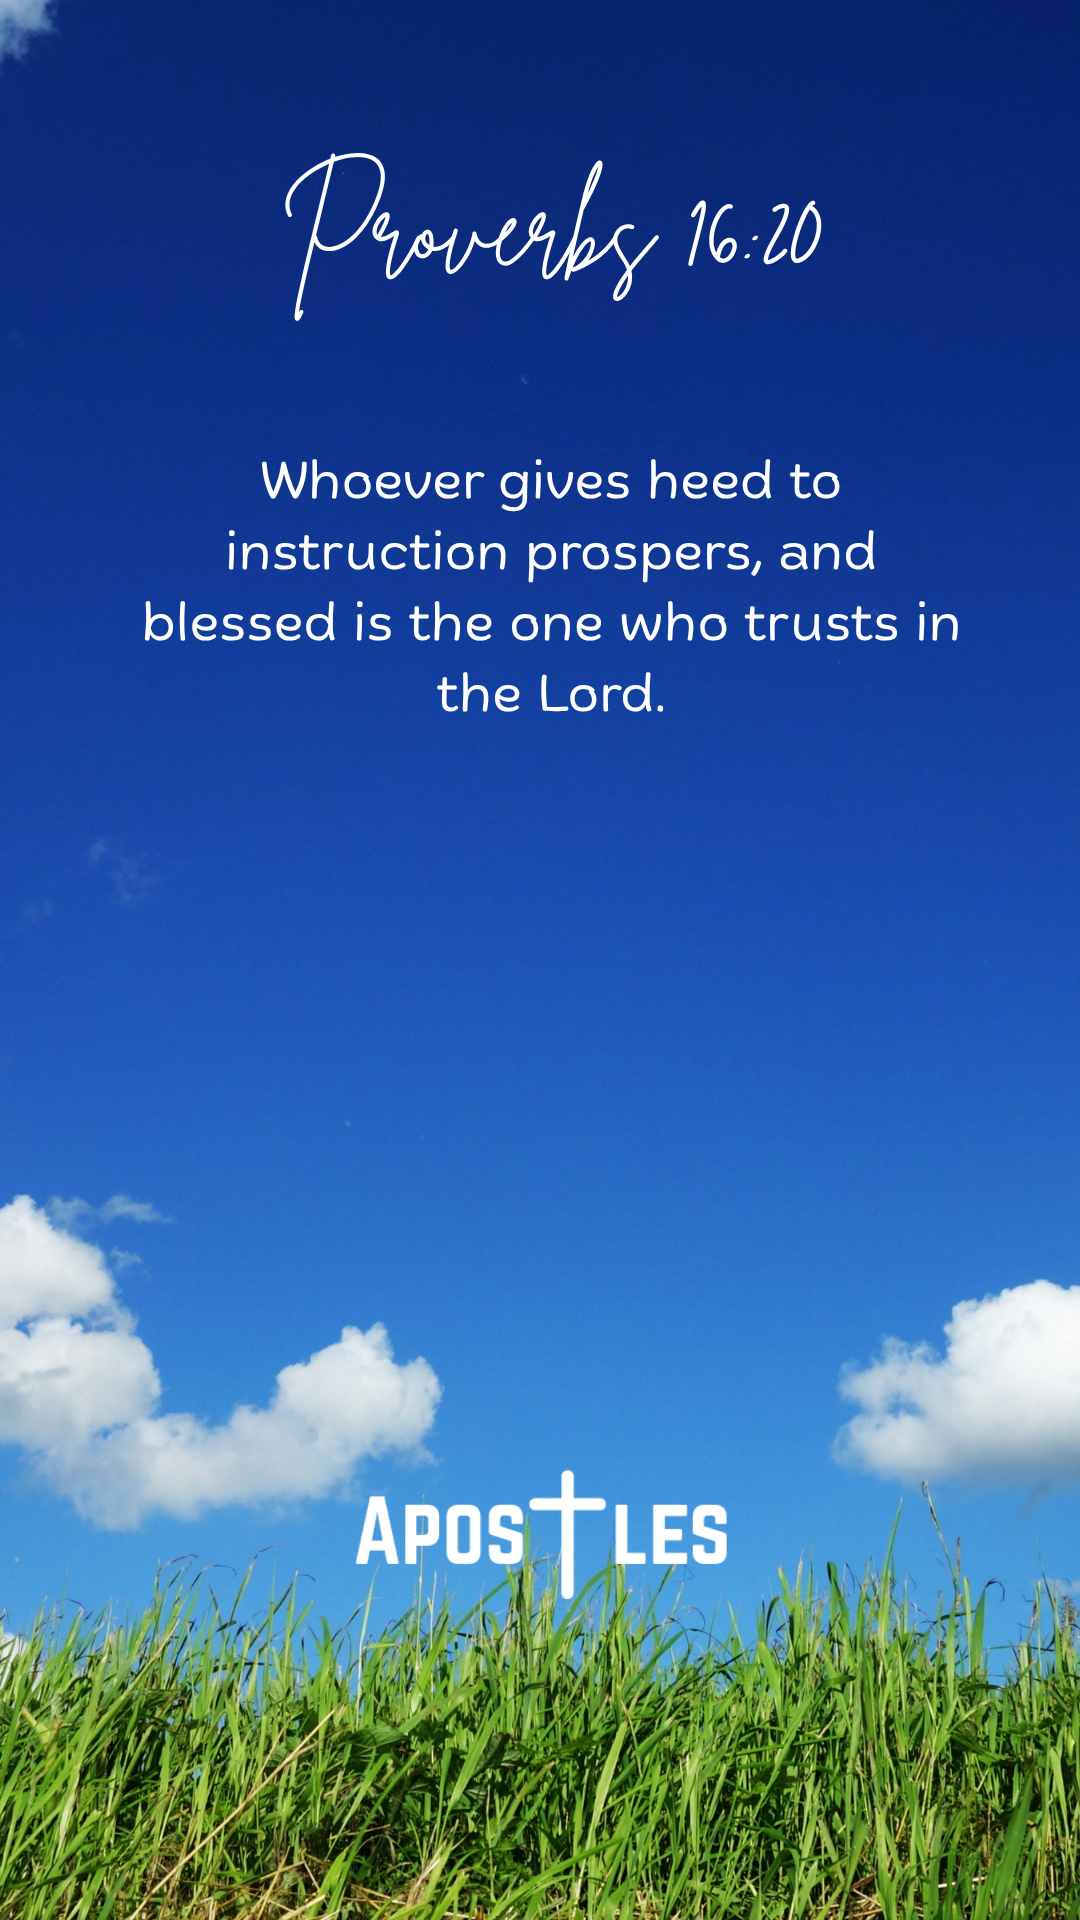 Proverbs 16:20
Whoever gives heed to
instruction prospers, and
blessed is the one who trusts in
the Lord.
APOSTLES